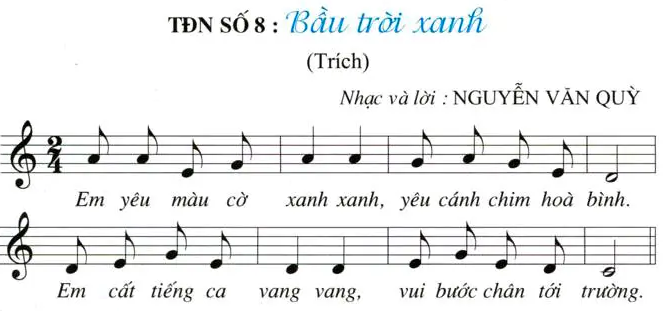 TĐN SỐ 8 : Bầu trời xanh
(Trích)
Nhạc và lời : NGUYỄN VĂN QUỲ
2
4
Em yêu màu cờ xanh xanh, yêu cánh chim hoà bình.
Em cất tiếng ca vang vang, vui bước chân tới trường.